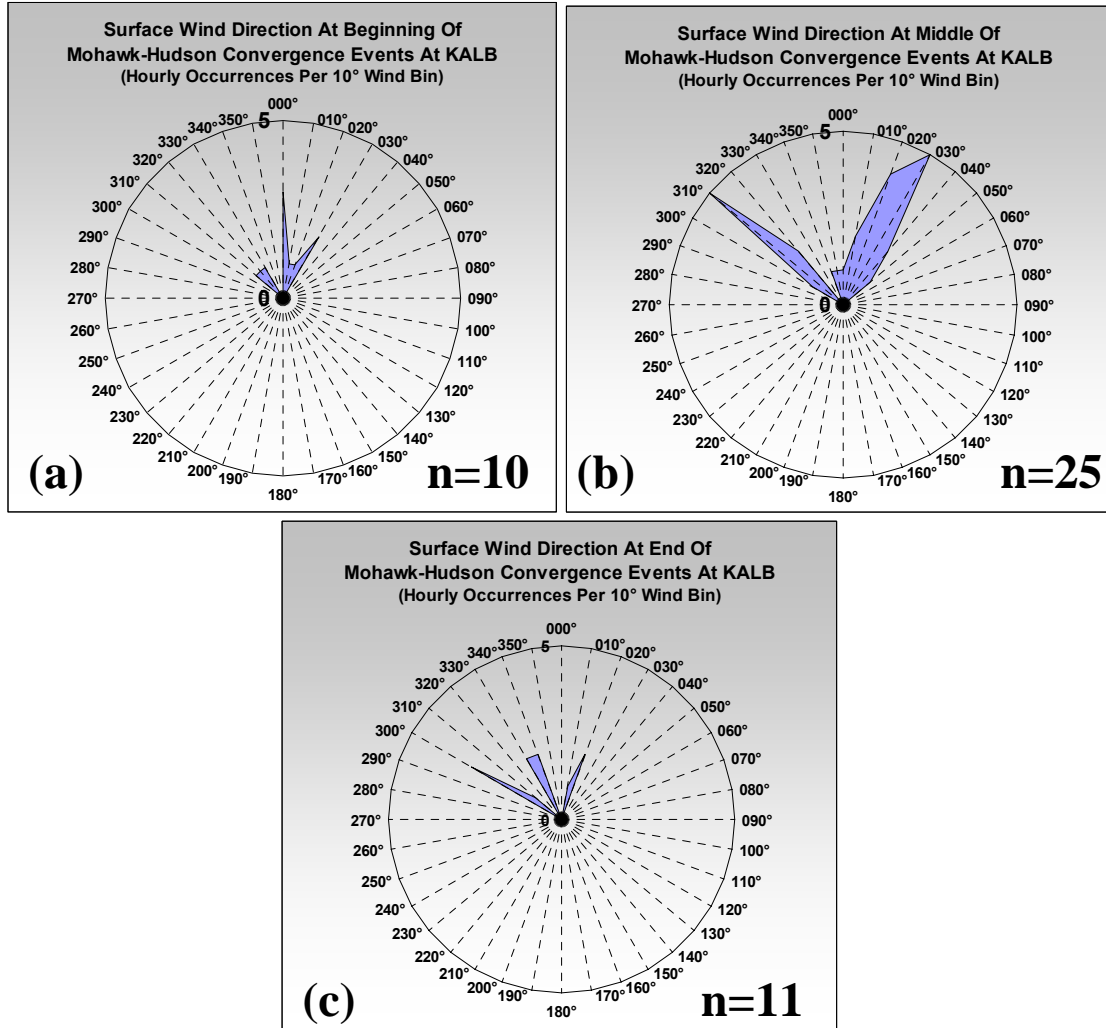 Surface Wind Direction At Beginning Of
Mohawk-Hudson Convergence Events At KALB
(Hourly Occurrences Per 10° Wind Bin)
000°
350° 5 010°
340° 020°
330° 030°
320° 040°
310° 050°
300° 060°
290° 070°
280° 080°
270° 0 090°
260° 100°
250° 110°
240° 120°
230° 130°
220° 140°
210° 150°
200° 160°
190° 170°
180°
(a) n=10
Surface Wind Direction At Middle Of
Mohawk-Hudson Convergence Events At KALB
(Hourly Occurrences Per 10° Wind Bin)
000°
350° 5 010°
340° 020°
330° 030°
320° 040°
310° 050°
300° 060°
290° 070°
280° 080°
270° 0 090°
260° 100°
250° 110°
240° 120°
230° 130°
220° 140°
210° 150°
200° 160°
190° 170°
180°
(b) n=25
Surface Wind Direction At End Of
Mohawk-Hudson Convergence Events At KALB
(Hourly Occurrences Per 10° Wind Bin)
000°
350° 5 010°
340° 020°
330° 030°
320° 040°
310° 050°
300° 060°
290° 070°
280° 080°
270° 0 090°
260° 100°
250° 110°
240° 120°
230° 130°
220° 140°
210° 150°
200° 160°
190° 170°
180°
(c) n=11